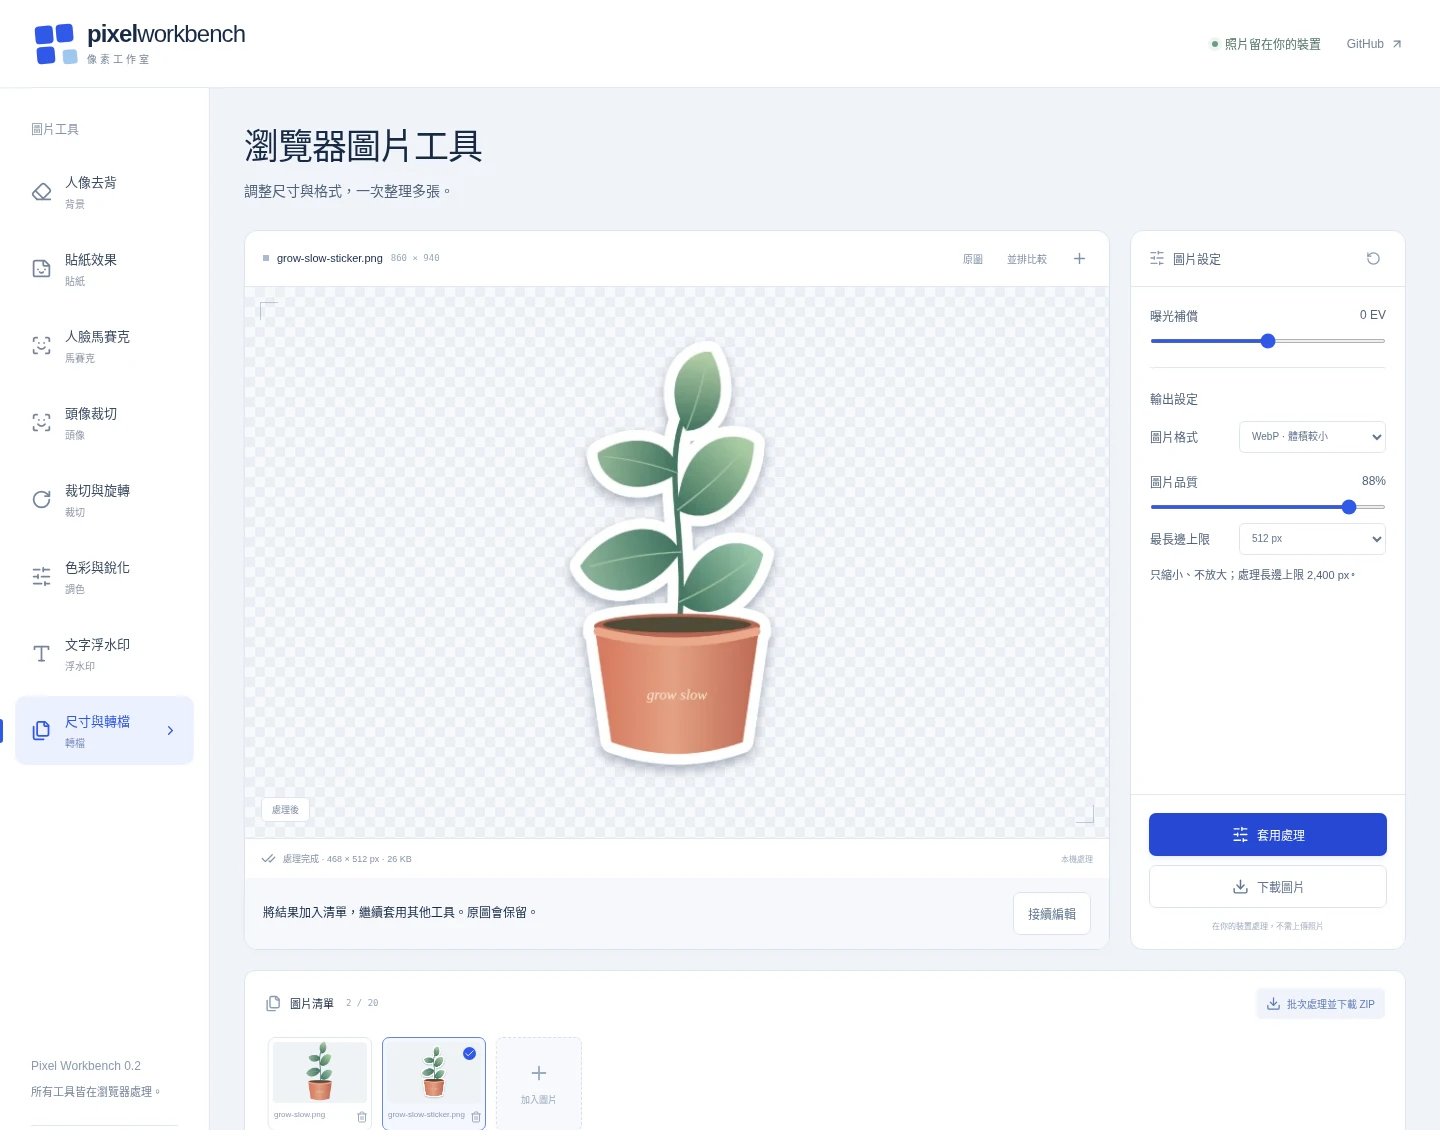 pixelworkbench
像素工作室
照片留在你的裝置
GitHub
圖片工具
人像去背
背景
貼紙效果
貼紙
人臉馬賽克
馬賽克
頭像裁切
頭像
裁切與旋轉
裁切
色彩與銳化
調色
文字浮水印
浮水印
尺寸與轉檔
轉檔
Pixel Workbench 0.2
所有工具皆在瀏覽器處理。
瀏覽器圖片工具
調整尺寸與格式，一次整理多張。
grow-slow-sticker.png 860 × 940
原圖
並排比較
grow slow
處理後
處理完成 · 468 × 512 px · 26 KB
本機處理
將結果加入清單，繼續套用其他工具。原圖會保留。
接續編輯
圖片設定
曝光補償 0 EV
輸出設定
圖片格式 WebP · 體積較小
圖片品質 88%
最長邊上限 512 px
只縮小、不放大；處理長邊上限 2,400 px。
套用處理
下載圖片
在你的裝置處理，不需上傳照片
圖片清單 2 / 20
批次處理並下載 ZIP
grow-slow.png
grow-slow-sticker.png
加入圖片